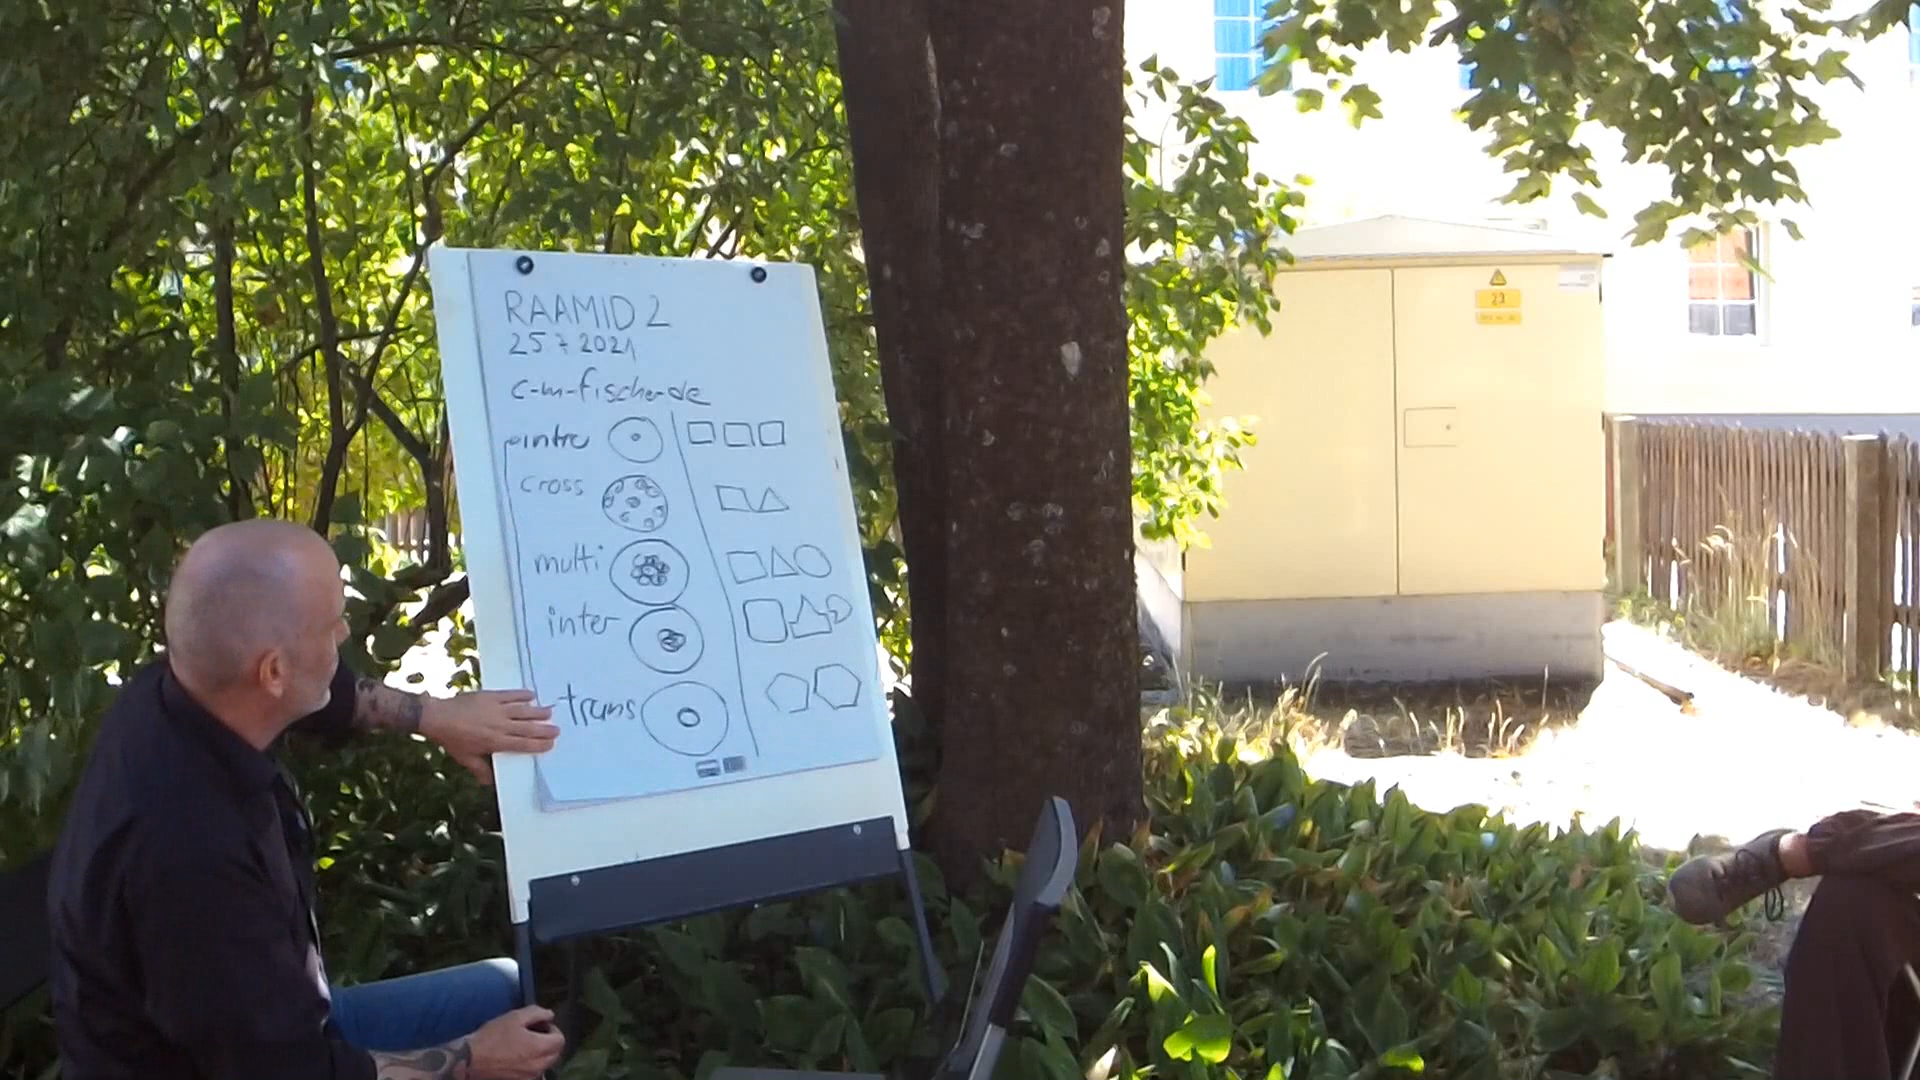 RAAMID 2
25 7 2021
c-m-fischer.de
intra
cross
multi
inter
trans
23